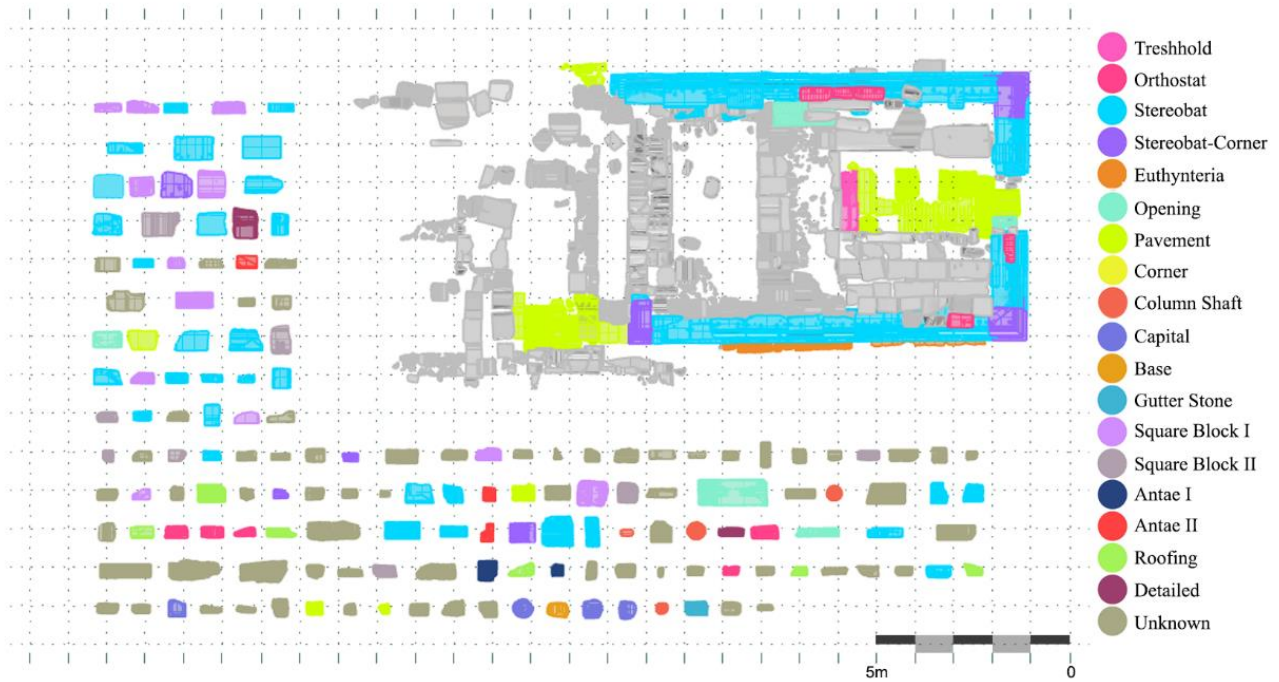 Treshhold
Orthostat
Stereobat
Stereobat-Corner
Euthynteria
Opening
Pavement
Corner
Column Shaft
Capital
Base
Gutter Stone
Square Block I
Square Block II
Antae I
Antae II
Roofing
Detailed
Unknown
5m 0